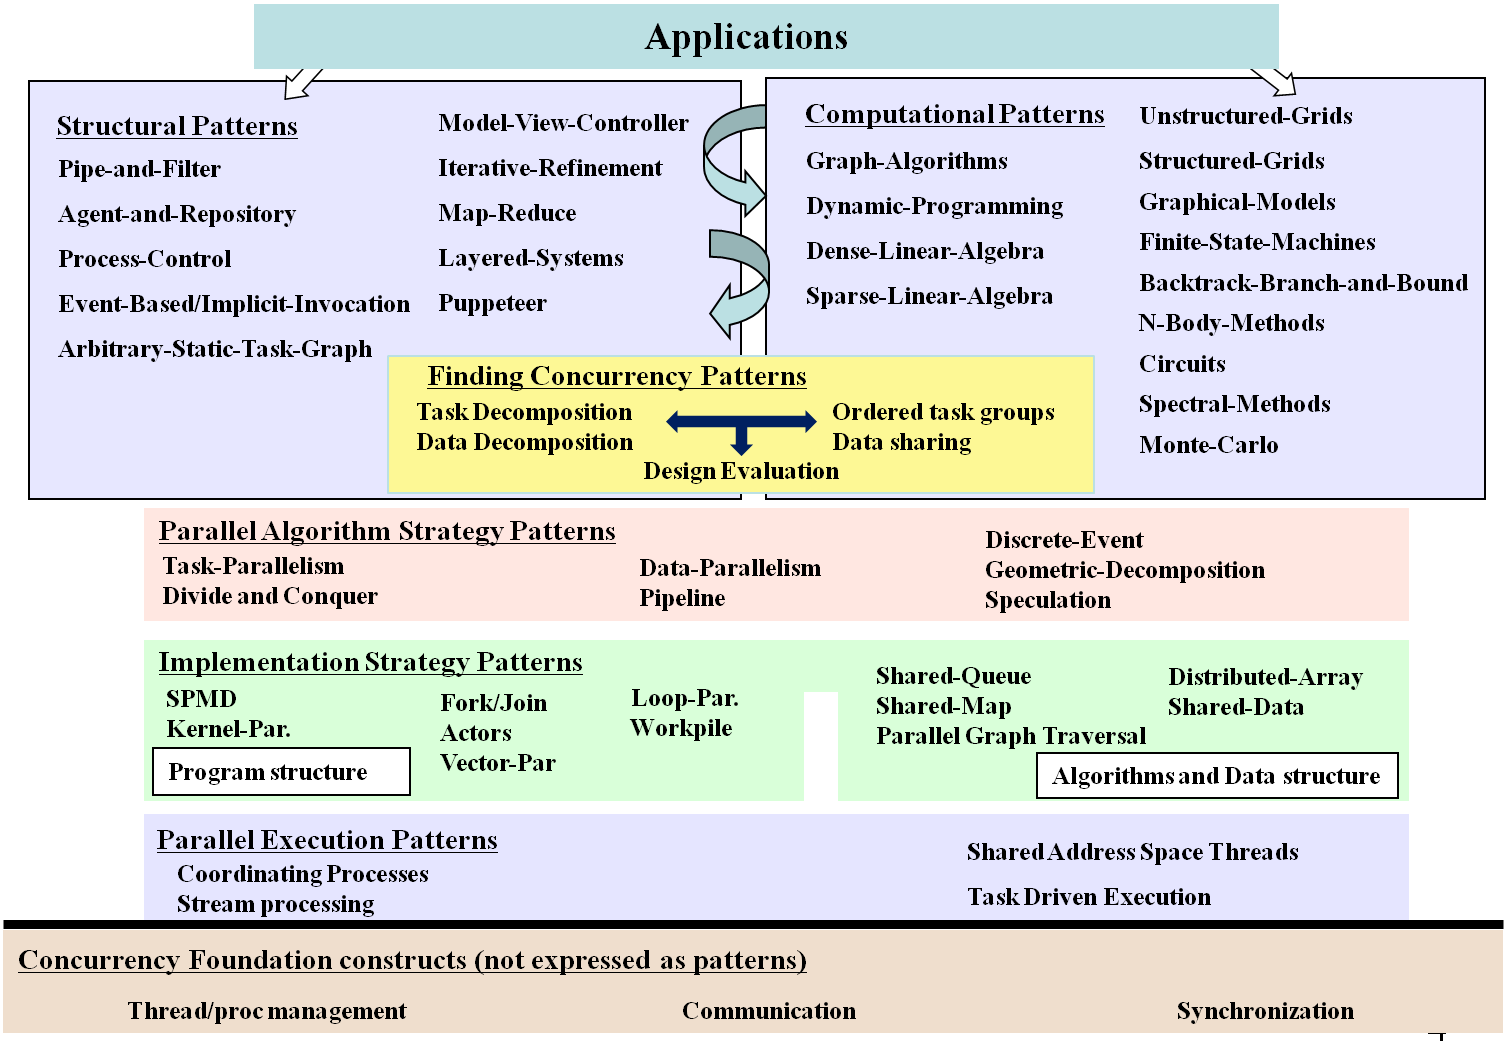 Applications
Structural Patterns
Pipe-and-Filter
Agent-and-Repository
Process-Control
Event-Based/Implicit-Invocation
Arbitrary-Static-Task-Graph
Model-View-Controller
Iterative-Refinement
Map-Reduce
Layered-Systems
Puppeteer
Computational Patterns
Graph-Algorithms
Dynamic-Programming
Dense-Linear-Algebra
Sparse-Linear-Algebra
Unstructured-Grids
Structured-Grids
Graphical-Models
Finite-State-Machines
Backtrack-Branch-and-Bound
N-Body-Methods
Circuits
Spectral-Methods
Monte-Carlo
Finding Concurrency Patterns
Task Decomposition
Data Decomposition
Ordered task groups
Data sharing
Design Evaluation
Parallel Algorithm Strategy Patterns
Task-Parallelism
Divide and Conquer
Data-Parallelism
Pipeline
Discrete-Event
Geometric-Decomposition
Speculation
Implementation Strategy Patterns
SPMD
Kernel-Par.
Program structure
Fork/Join
Actors
Vector-Par
Loop-Par.
Workpile
Shared-Queue
Shared-Map
Parallel Graph Traversal
Distributed-Array
Shared-Data
Algorithms and Data structure
Parallel Execution Patterns
Coordinating Processes
Stream processing
Shared Address Space Threads
Task Driven Execution
Concurrency Foundation constructs (not expressed as patterns)
Thread/proc management
Communication
Synchronization